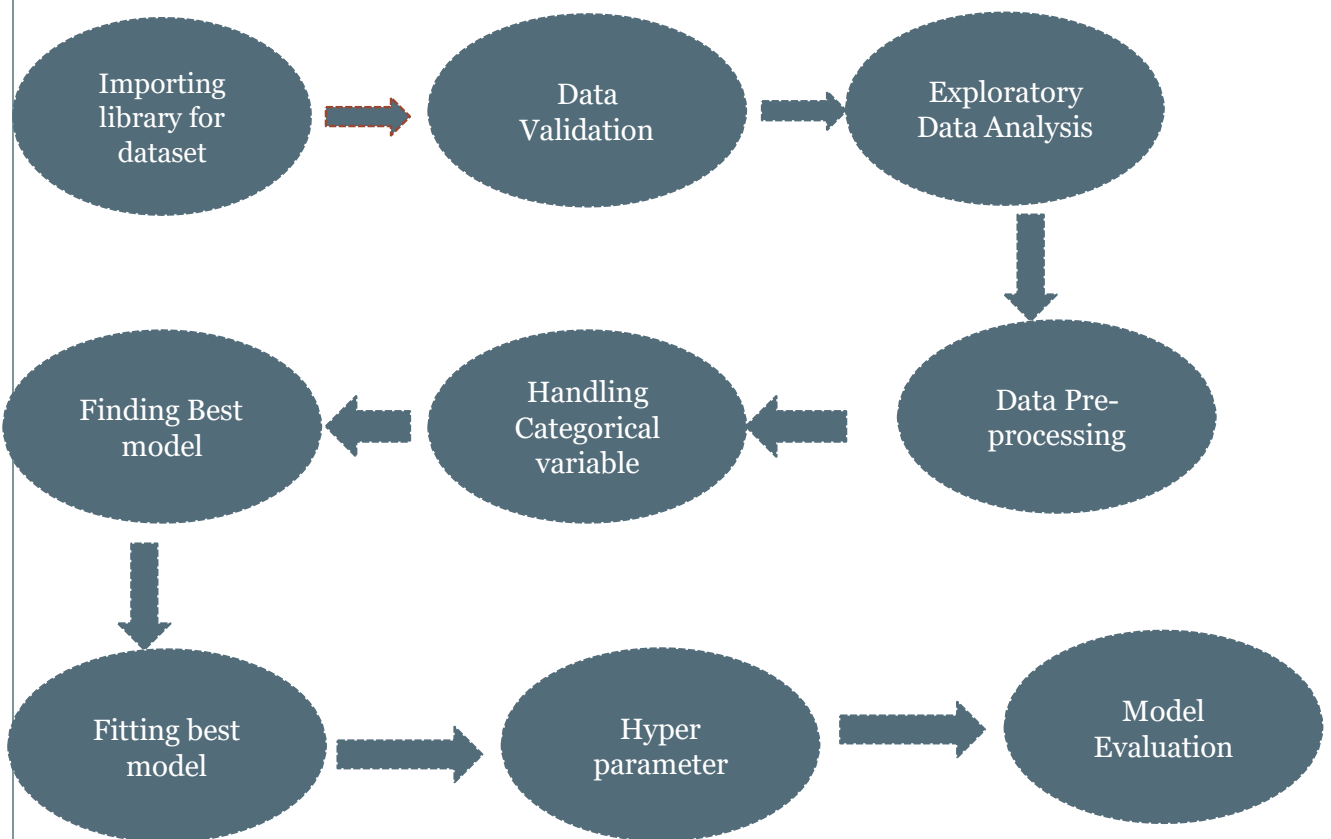 Importing
library for
dataset
Data
Validation
Exploratory
Data Analysis
Data Pre-
processing
Handling
Categorical
variable
Finding Best
model
Fitting best
model
Hyper
parameter
Model
Evaluation